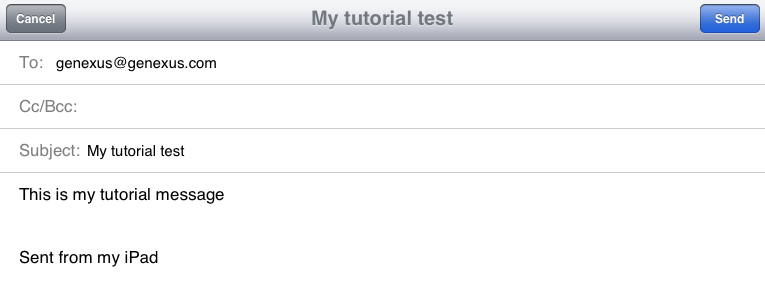 Cancel My tutorial test Send
To: genexus@genexus.com
Cc/Bcc:
Subject: My tutorial test
This is my tutorial message
Sent from my iPad